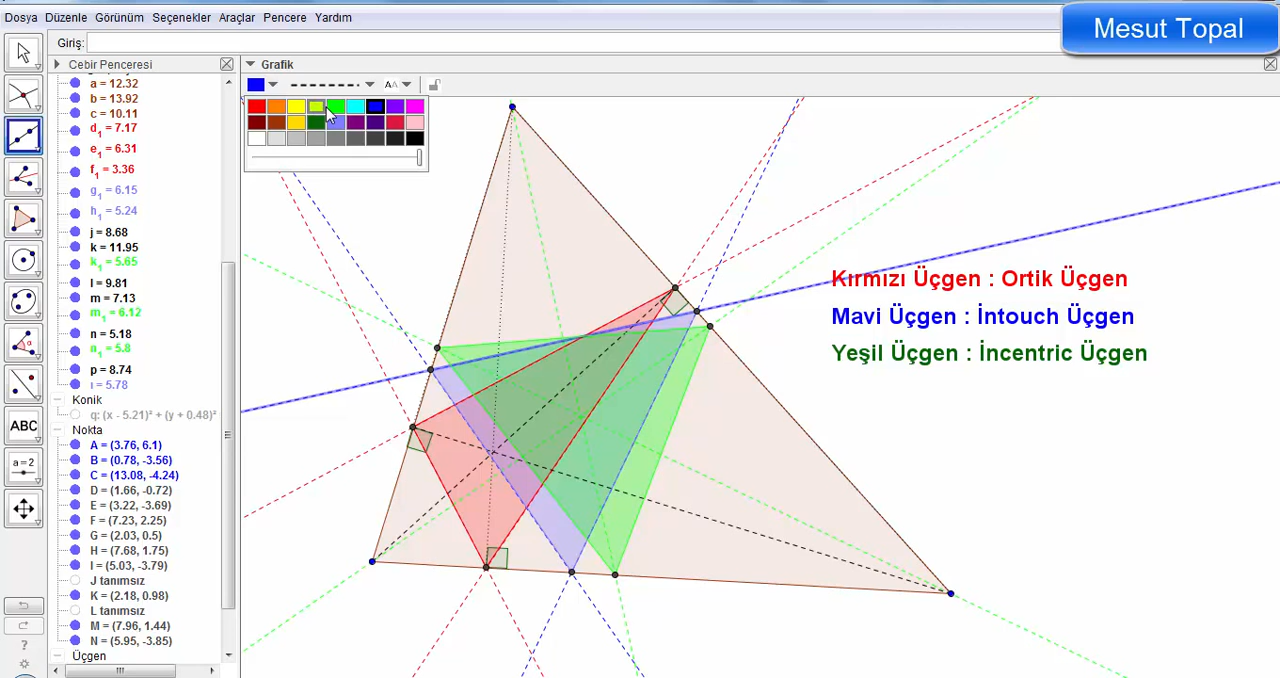 Dosya Düzenle Görünüm Seçenekler Araçlar Pencere Yardım
Mesut Topal
Giriş:
Cebir Penceresi
Grafik
a = 12.32
b = 13.92
c = 10.11
d1 = 7.17
e1 = 6.31
f1 = 3.36
g1 = 6.15
h1 = 5.24
j = 8.68
k = 11.95
k1 = 5.65
l = 9.81
m = 7.13
m1 = 6.12
n = 5.18
n1 = 5.8
p = 8.74
ı = 5.78
Konik
q: (x - 5.21)² + (y + 0.48)²
Nokta
A = (3.76, 6.1)
B = (0.78, -3.56)
C = (13.08, -4.24)
D = (1.66, -0.72)
E = (3.22, -3.69)
F = (7.23, 2.25)
G = (2.03, 0.5)
H = (7.68, 1.75)
I = (5.03, -3.79)
J tanımsız
K = (2.18, 0.98)
L tanımsız
M = (7.96, 1.44)
N = (5.95, -3.85)
Üçgen
ABC
a = 2
AA
Kırmızı Üçgen : Ortik Üçgen
Mavi Üçgen : İntouch Üçgen
Yeşil Üçgen : İncentric Üçgen